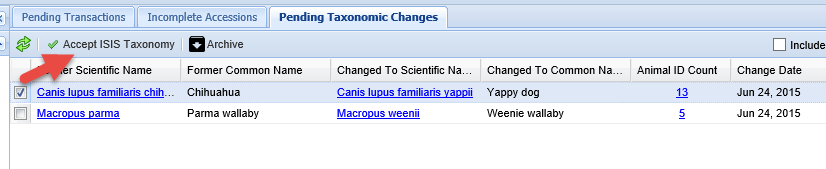 Pending Transactions Incomplete Accessions Pending Taxonomic Changes
Accept ISIS Taxonomy Archive Include
Scientific Name Former Common Name Changed To Scientific Na... Changed To Common Na... Animal ID Count Change Date
Canis lupus familiaris chih... Chihuahua Canis lupus familiaris yappii Yappy dog 13 Jun 24, 2015
Macropus parma Parma wallaby Macropus weenii Weenie wallaby 5 Jun 24, 2015